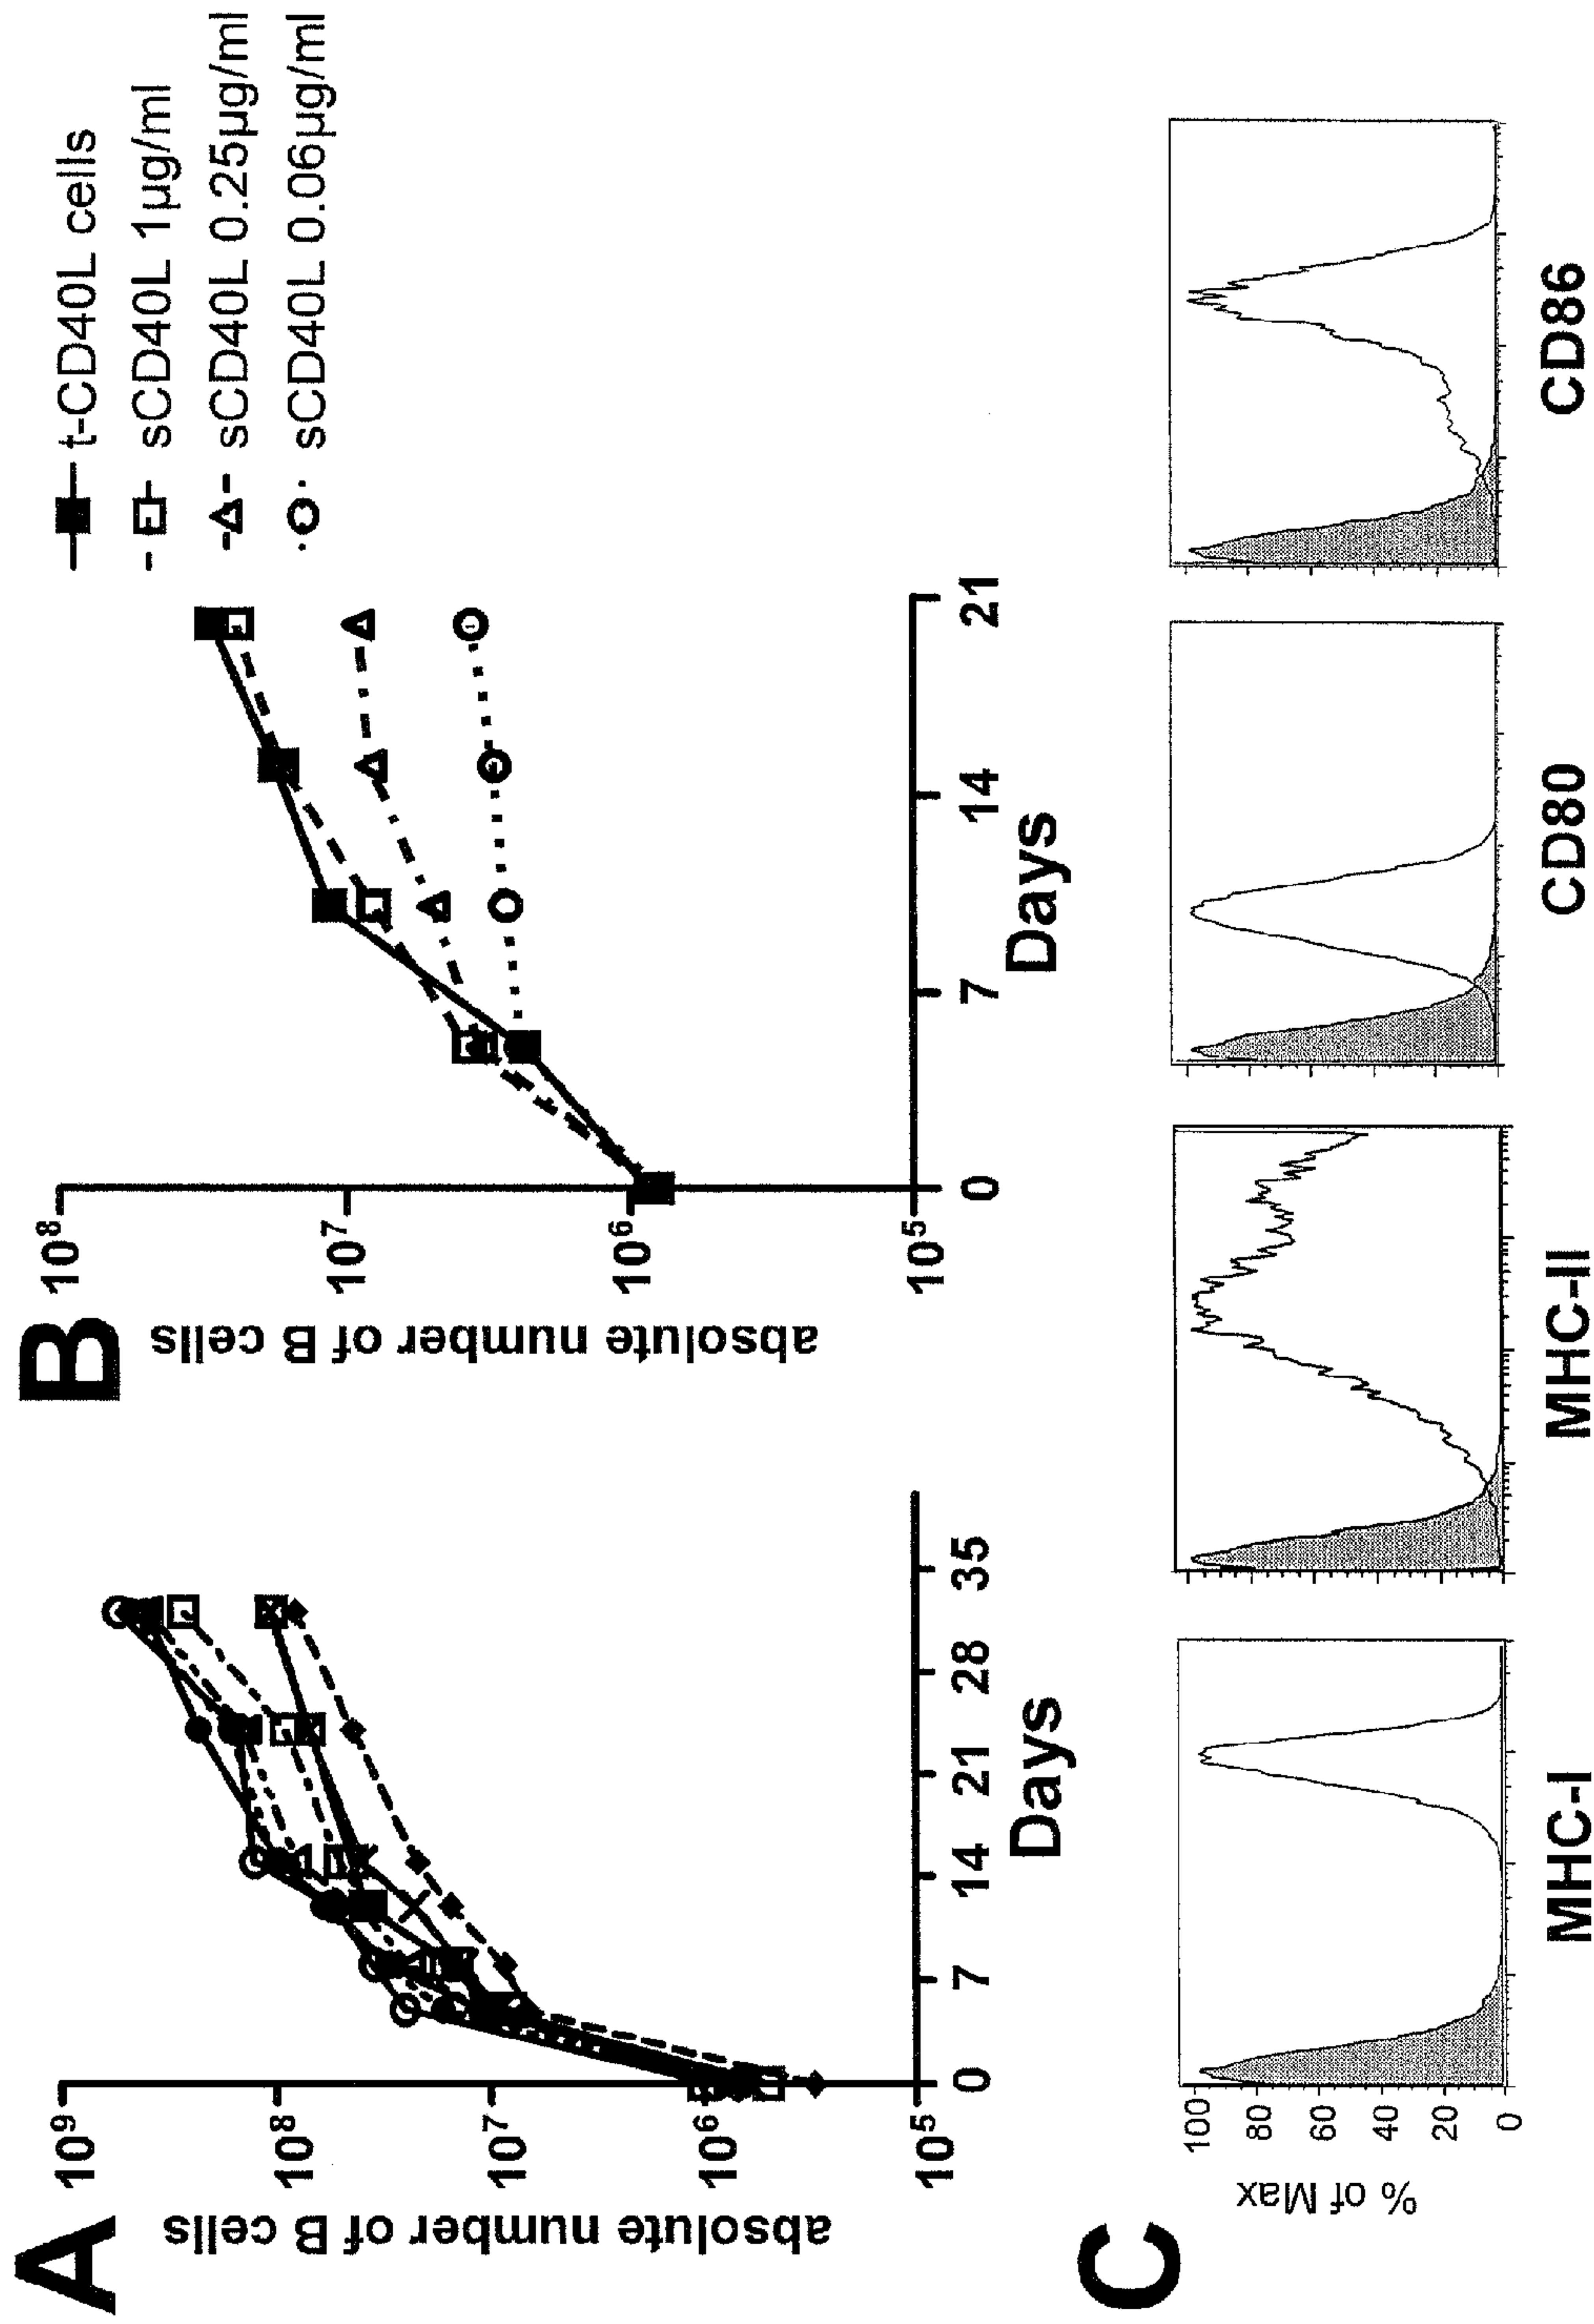 A
absolute number of B cells
10⁹
10⁸
10⁷
10⁶
10⁵
0 7 14 21 28 35
Days
B
absolute number of B cells
10⁸
10⁷
10⁶
10⁵
0 7 14 21
Days
t-CD40L cells
sCD40L 1µg/ml
sCD40L 0.25µg/ml
sCD40L 0.06µg/ml
C
% of Max
100
80
60
40
20
0
MHC-I MHC-II CD80 CD86